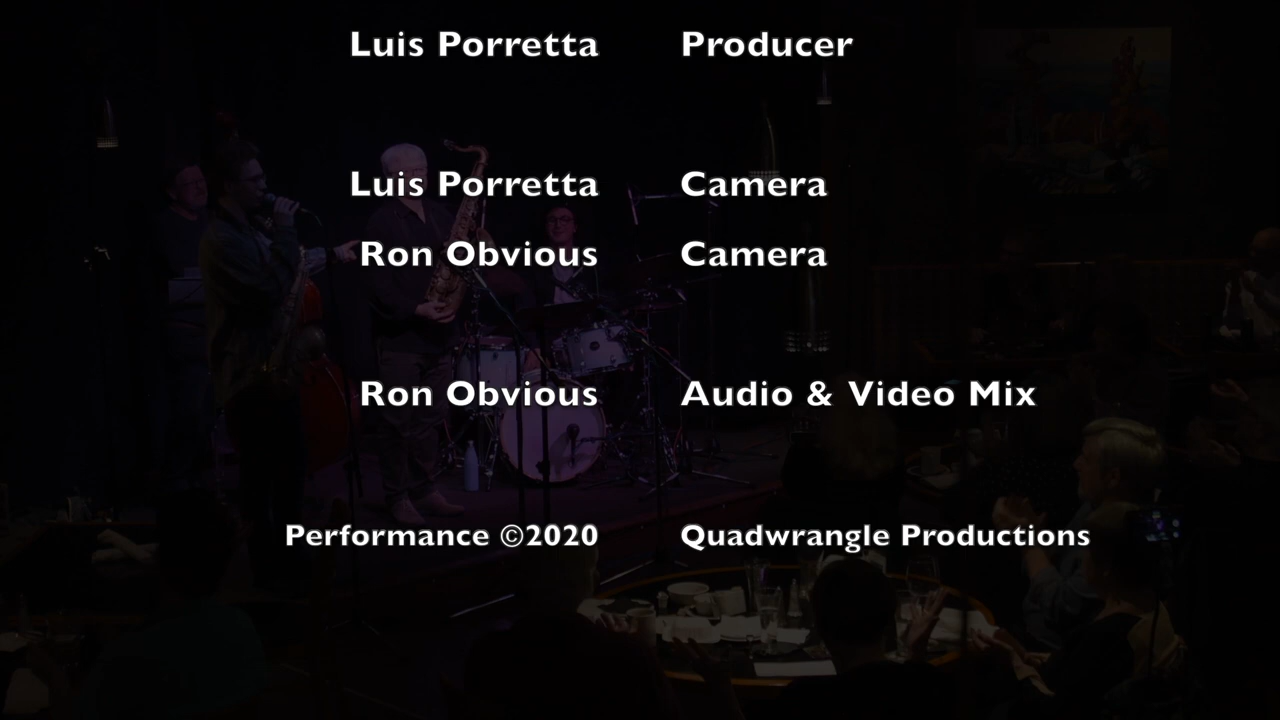 Luis Porretta Producer
Luis Porretta Camera
Ron Obvious Camera
Ron Obvious Audio & Video Mix
Performance ©2020 Quadwrangle Productions